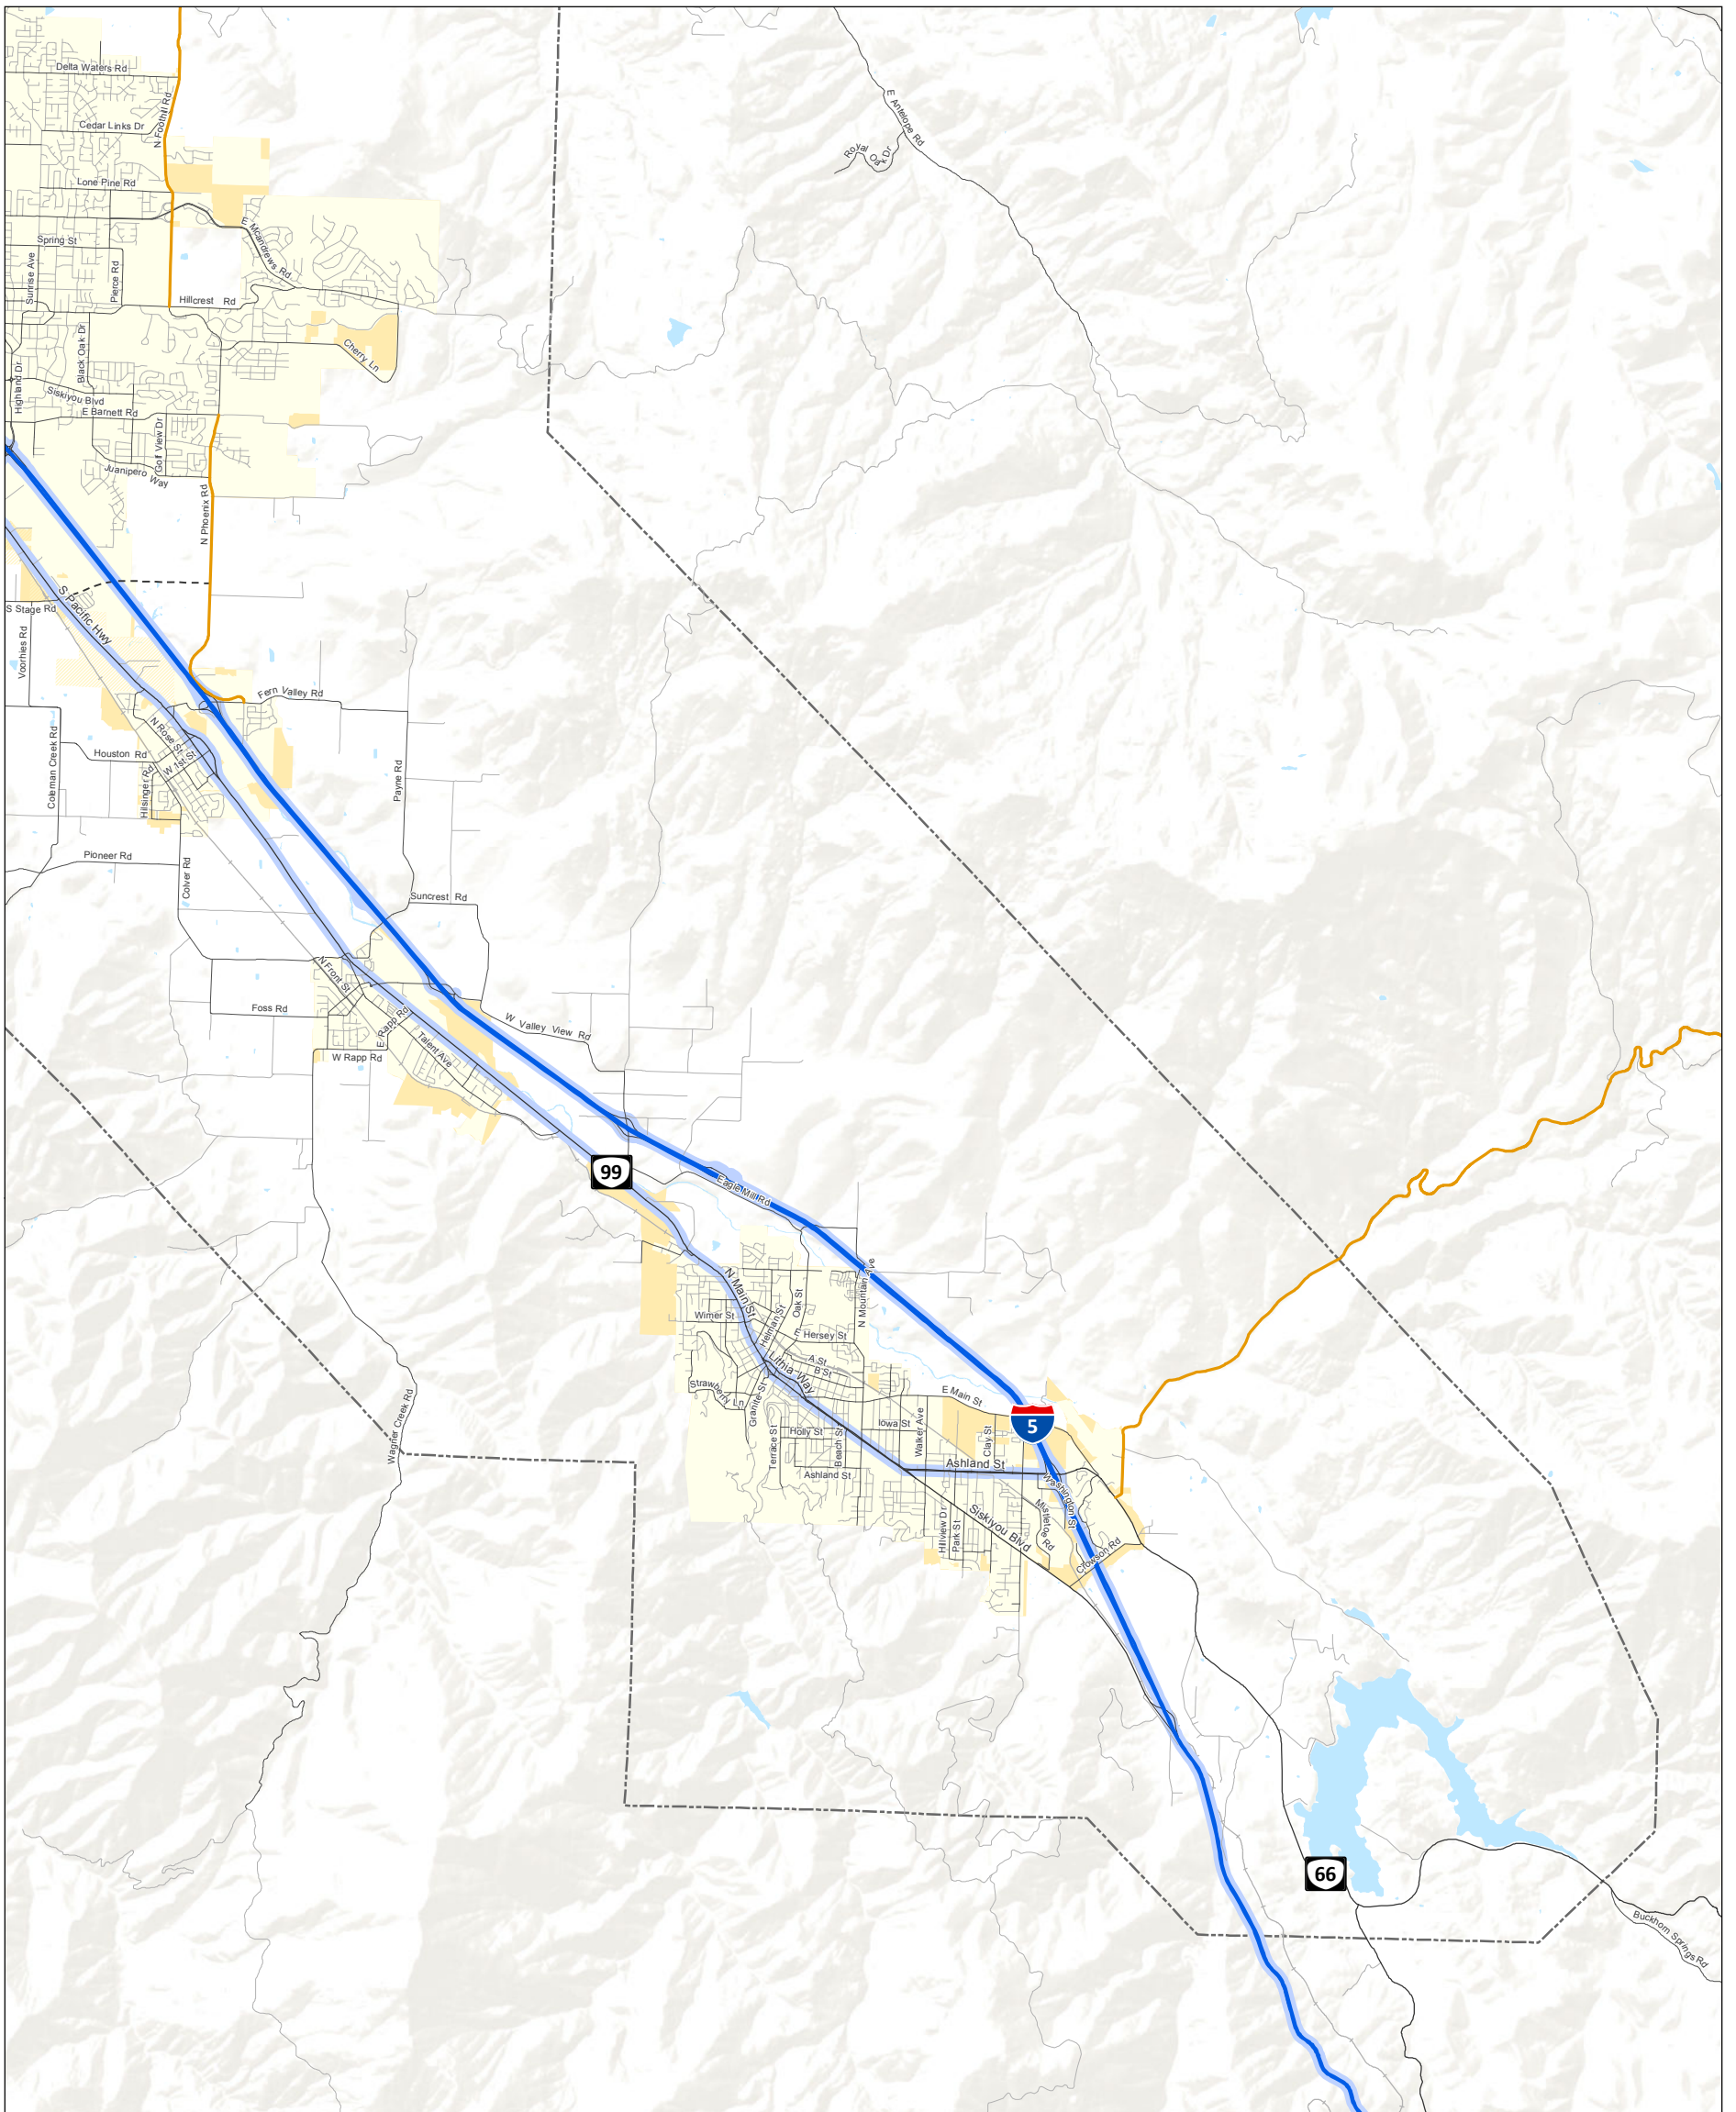 Delta Waters Rd
N Foothill Rd
Cedar Links Dr
E Antelope Rd
Royal Oak Dr
Lone Pine Rd
E Mcandrews Rd
Spring St
Sunrise Ave
Pierce Rd
Hillcrest Rd
Black Oak Dr
Cherry Ln
Highland Dr
Siskiyou Blvd
E Barnett Rd
Golf View Dr
Juanipero Way
N Phoenix Rd
S Stage Rd
S Pacific Hwy
Voorhies Rd
Fern Valley Rd
N Rose St
Coleman Creek Rd
Houston Rd
W 1st St
Hilsinger Rd
Payne Rd
Pioneer Rd
Colver Rd
Suncrest Rd
N Front St
Foss Rd
E Rapp Rd
W Valley View Rd
Talent Ave
W Rapp Rd
99
Eagle Mill Rd
N Mountain Ave
N Main St
Oak St
Wimer St
Helman St
E Hersey St
A St
B St
Lithia Way
Strawberry Ln
Granite St
E Main St
Wagner Creek Rd
Terrace St
Holly St
Beach St
Iowa St
Walker Ave
Clay St
5
Ashland St
Ashland St
Washington St
Mistletoe Rd
Hillview Dr
Park St
Siskiyou Blvd
Crowson Rd
66
Buckhorn Springs Rd